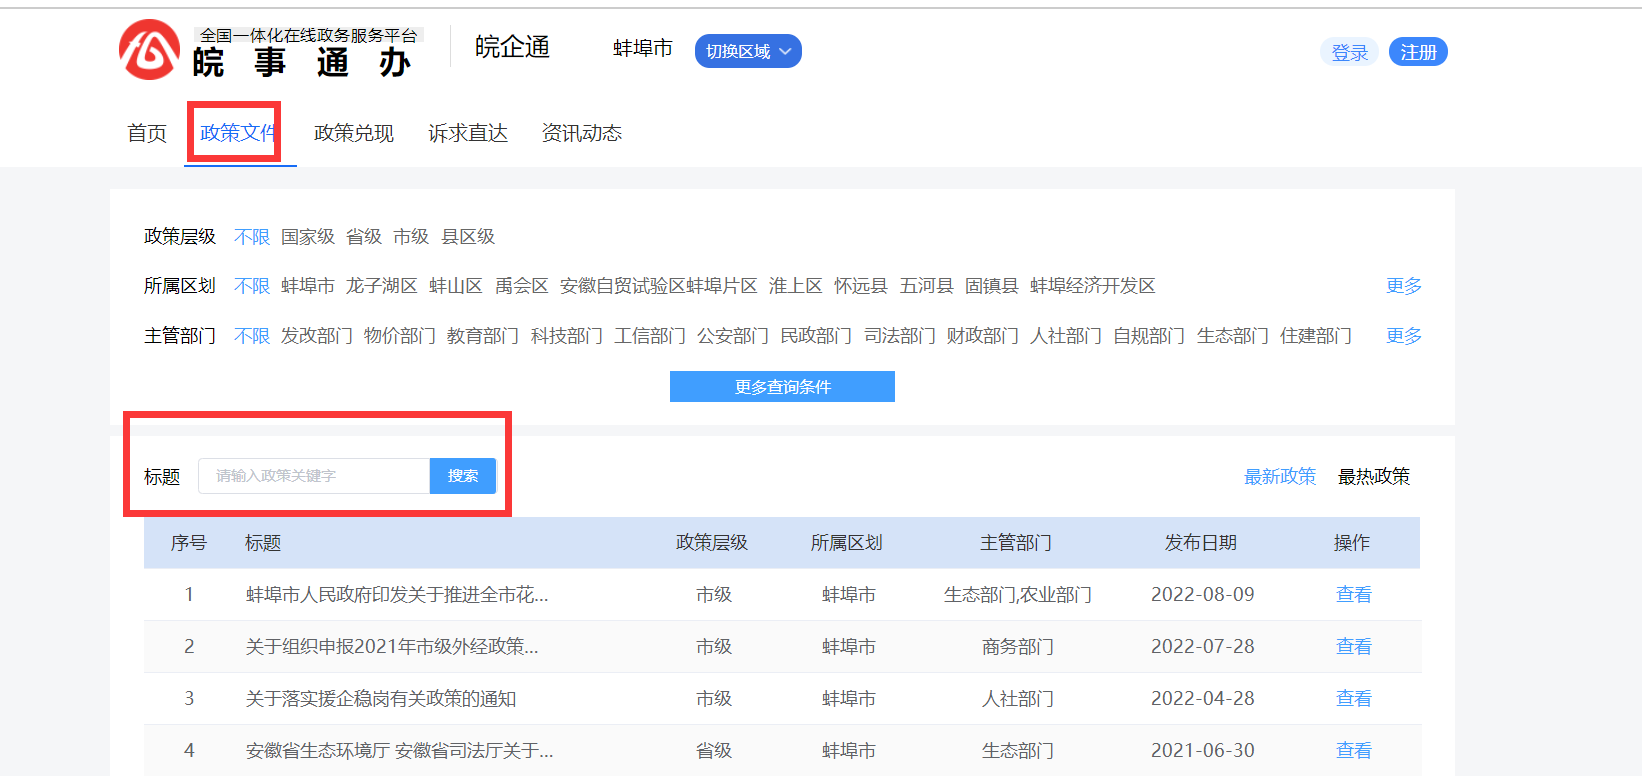 全国一体化在线政务服务平台
皖事通办
皖企通
蚌埠市
切换区域
登录
注册
首页 政策文件 政策兑现 诉求直达 资讯动态
政策层级 不限 国家级 省级 市级 县区级
所属区划 不限 蚌埠市 龙子湖区 蚌山区 禹会区 安徽自贸试验区蚌埠片区 淮上区 怀远县 五河县 固镇县 蚌埠经济开发区 更多
主管部门 不限 发改部门 物价部门 教育部门 科技部门 工信部门 公安部门 民政部门 司法部门 财政部门 人社部门 自规部门 生态部门 住建部门 更多
更多查询条件
标题 请输入政策关键字 搜索 最新政策 最热政策
序号 标题 政策层级 所属区划 主管部门 发布日期 操作
1 蚌埠市人民政府印发关于推进全市花... 市级 蚌埠市 生态部门,农业部门 2022-08-09 查看
2 关于组织申报2021年市级外经政策... 市级 蚌埠市 商务部门 2022-07-28 查看
3 关于落实援企稳岗有关政策的通知 市级 蚌埠市 人社部门 2022-04-28 查看
4 安徽省生态环境厅 安徽省司法厅关于... 省级 蚌埠市 生态部门 2021-06-30 查看